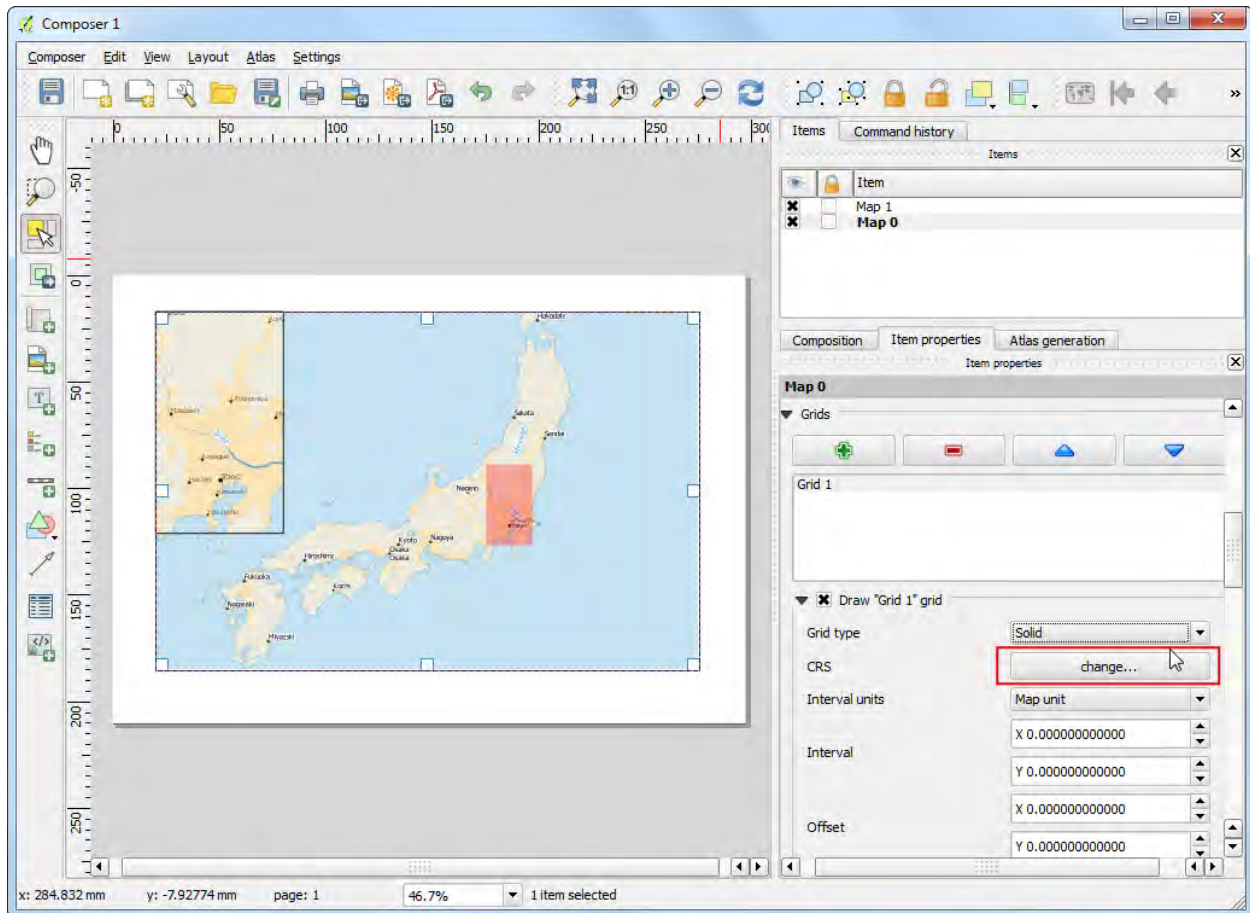 Composer 1
Composer Edit View Layout Atlas Settings
1:1
»
0 50 100 150 200 250 300
-50
0
50
100
150
200
250
Items Command history
Items
Item
Map 1
Map 0
Hakodate
Sakata
Sendai
Nagano
Tokyo
Kyoto
Nagoya
Osaka
Osaka
Hiroshima
Fukuoka
Kochi
Nagasaki
Miyazaki
TOKYO
Composition Item properties Atlas generation
Item properties
Map 0
Grids
Grid 1
Draw "Grid 1" grid
Grid type Solid
CRS change...
Interval units Map unit
Interval
X 0.000000000000
Y 0.000000000000
Offset
X 0.000000000000
Y 0.000000000000
x: 284.832 mm y: -7.92774 mm page: 1 46.7% 1 item selected